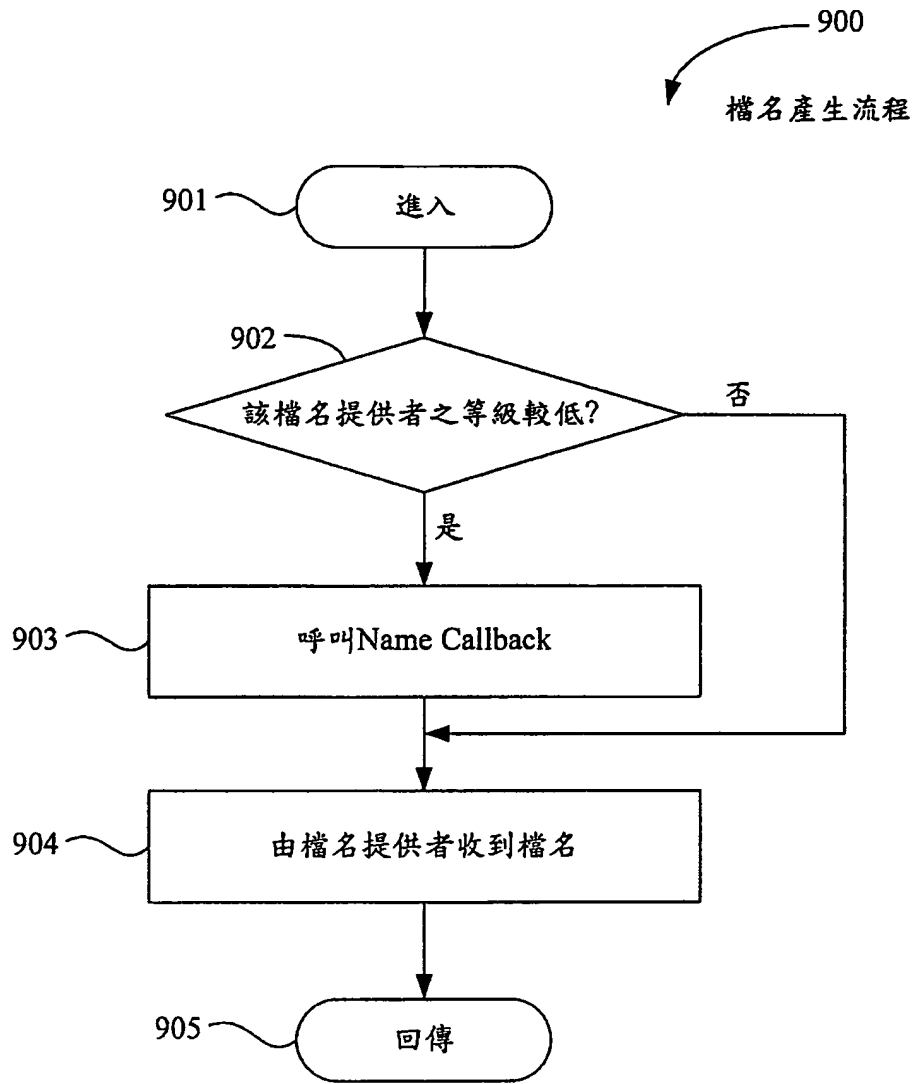 900
檔名產生流程
901
進入
902
該檔名提供者之等級較低?
否
是
903
呼叫Name Callback
904
由檔名提供者收到檔名
905
回傳